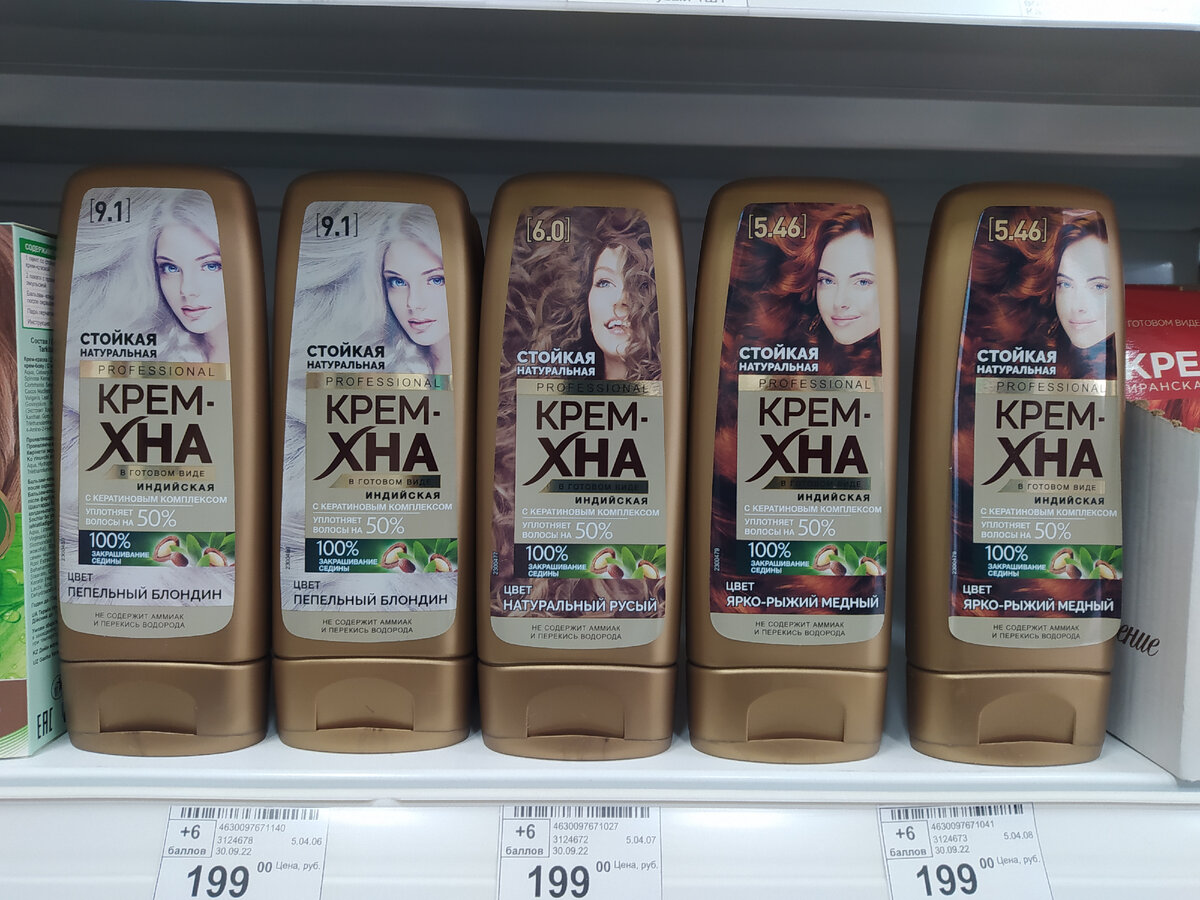 [9.1]
СТОЙКАЯ
НАТУРАЛЬНАЯ
PROFESSIONAL
КРЕМ-
ХНА
В ГОТОВОМ ВИДЕ
ИНДИЙСКАЯ
С КЕРАТИНОВЫМ КОМПЛЕКСОМ
УПЛОТНЯЕТ
ВОЛОСЫ НА 50%
100%
ЗАКРАШИВАНИЕ
СЕДИНЫ
ЦВЕТ
ПЕПЕЛЬНЫЙ БЛОНДИН
НЕ СОДЕРЖИТ АММИАК
И ПЕРЕКИСЬ ВОДОРОДА
[9.1]
СТОЙКАЯ
НАТУРАЛЬНАЯ
PROFESSIONAL
КРЕМ-
ХНА
В ГОТОВОМ ВИДЕ
ИНДИЙСКАЯ
С КЕРАТИНОВЫМ КОМПЛЕКСОМ
УПЛОТНЯЕТ
ВОЛОСЫ НА 50%
100%
ЗАКРАШИВАНИЕ
СЕДИНЫ
ЦВЕТ
ПЕПЕЛЬНЫЙ БЛОНДИН
НЕ СОДЕРЖИТ АММИАК
И ПЕРЕКИСЬ ВОДОРОДА
[6.0]
СТОЙКАЯ
НАТУРАЛЬНАЯ
PROFESSIONAL
КРЕМ-
ХНА
В ГОТОВОМ ВИДЕ
ИНДИЙСКАЯ
С КЕРАТИНОВЫМ КОМПЛЕКСОМ
УПЛОТНЯЕТ
ВОЛОСЫ НА 50%
100%
ЗАКРАШИВАНИЕ
СЕДИНЫ
ЦВЕТ
НАТУРАЛЬНЫЙ РУСЫЙ
НЕ СОДЕРЖИТ АММИАК
И ПЕРЕКИСЬ ВОДОРОДА
[5.46]
СТОЙКАЯ
НАТУРАЛЬНАЯ
PROFESSIONAL
КРЕМ-
ХНА
В ГОТОВОМ ВИДЕ
ИНДИЙСКАЯ
С КЕРАТИНОВЫМ КОМПЛЕКСОМ
УПЛОТНЯЕТ
ВОЛОСЫ НА 50%
100%
ЗАКРАШИВАНИЕ
СЕДИНЫ
ЦВЕТ
ЯРКО-РЫЖИЙ МЕДНЫЙ
НЕ СОДЕРЖИТ АММИАК
И ПЕРЕКИСЬ ВОДОРОДА
[5.46]
СТОЙКАЯ
НАТУРАЛЬНАЯ
PROFESSIONAL
КРЕМ-
ХНА
В ГОТОВОМ ВИДЕ
ИНДИЙСКАЯ
С КЕРАТИНОВЫМ КОМПЛЕКСОМ
УПЛОТНЯЕТ
ВОЛОСЫ НА 50%
100%
ЗАКРАШИВАНИЕ
СЕДИНЫ
ЦВЕТ
ЯРКО-РЫЖИЙ МЕДНЫЙ
НЕ СОДЕРЖИТ АММИАК
И ПЕРЕКИСЬ ВОДОРОДА
ГОТОВОМ ВИДЕ
КРЕ
ИРАНСКА
ение
EAC
+6
баллов
4630097671140
3124678 5.04.06
30.09.22
199 00 Цена, руб.
+6
баллов
4630097671027
3124672 5.04.07
30.09.22
199 00 Цена, руб.
+6
баллов
4630097671041
3124673 5.04.08
30.09.22
199 00 Цена, руб.